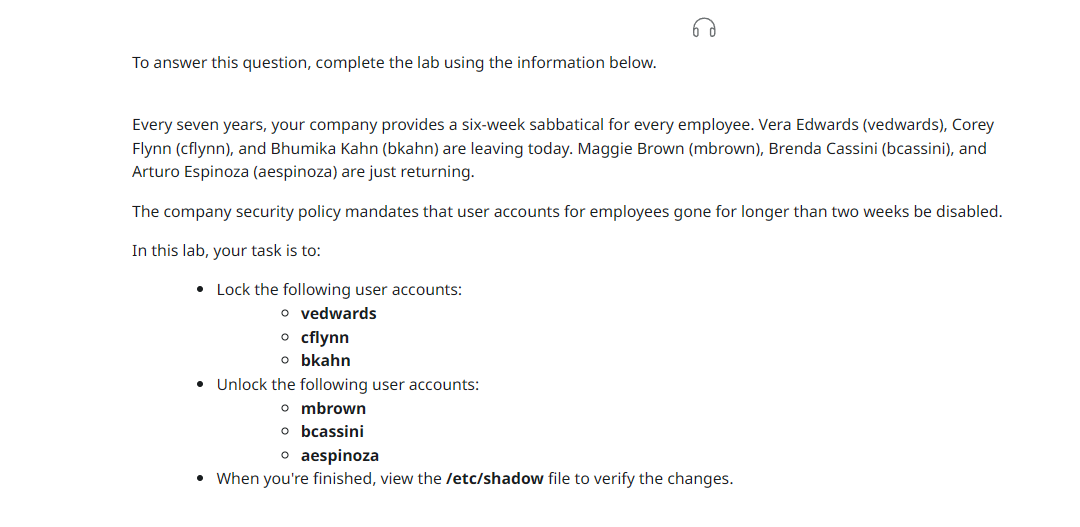 To answer this question, complete the lab using the information below.
Every seven years, your company provides a six-week sabbatical for every employee. Vera Edwards (vedwards), Corey
Flynn (cflynn), and Bhumika Kahn (bkahn) are leaving today. Maggie Brown (mbrown), Brenda Cassini (bcassini), and
Arturo Espinoza (aespinoza) are just returning.
The company security policy mandates that user accounts for employees gone for longer than two weeks be disabled.
In this lab, your task is to:
• Lock the following user accounts:
○ vedwards
○ cflynn
○ bkahn
• Unlock the following user accounts:
○ mbrown
○ bcassini
○ aespinoza
• When you're finished, view the /etc/shadow file to verify the changes.